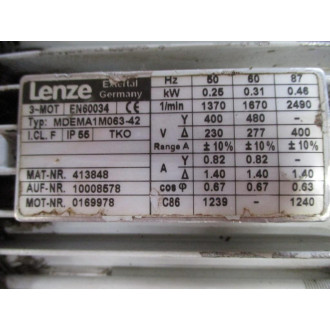 Lenze Extertal Germany Hz 50 60 87
kW 0.25 0.31 0.46
3-MOT EN60034 CE 1/min 1370 1670 2490
Typ: MDEMA1M063-42 Y 400 480 -
I.CL. F IP 55 TKO V Δ 230 277 400
Range A ±10% ±10% ±10%
Y 0.82 0.82 -
MAT-NR. 413848 A Δ 1.40 1.40 1.40
AUF-NR. 10008578 cos φ 0.67 0.67 0.63
MOT-NR. 0169978 C86 1239 - 1240